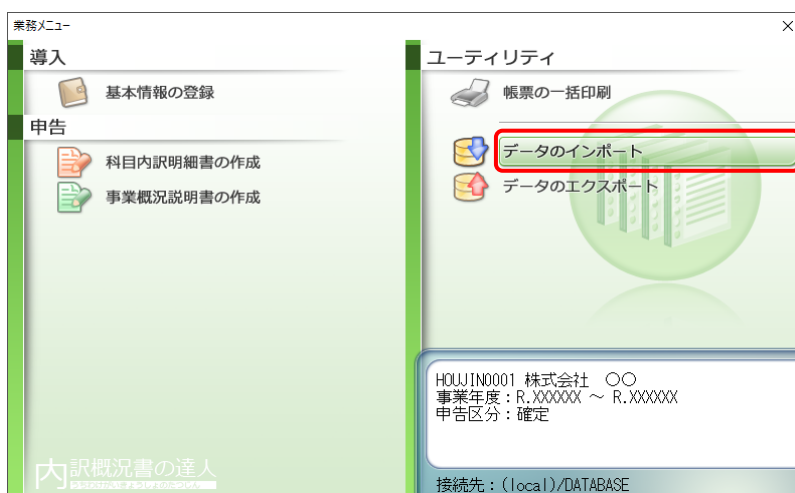 業務メニュー
導入
基本情報の登録
申告
科目内訳明細書の作成
事業概況説明書の作成
ユーティリティ
帳票の一括印刷
データのインポート
データのエクスポート
HOUJIN0001 株式会社 〇〇
事業年度：R.XXXXXX ～ R.XXXXXX
申告区分：確定
接続先：(local)/DATABASE
内訳概況書の達人